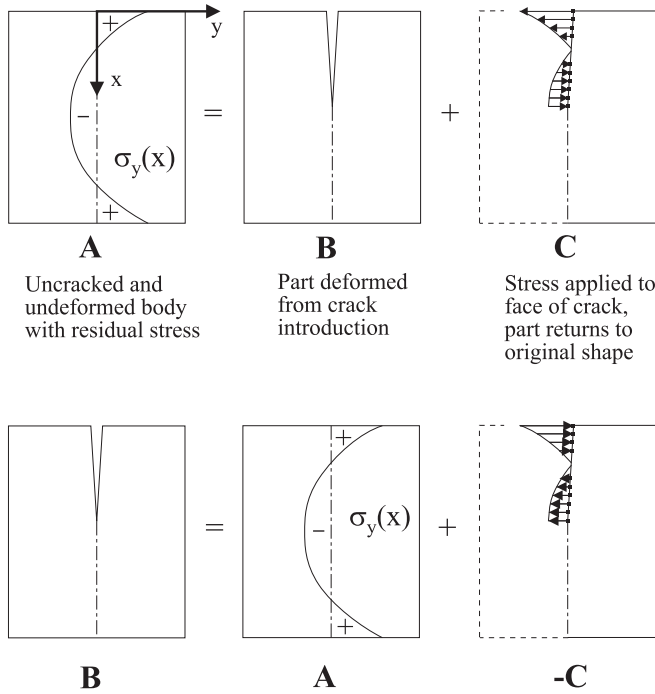 +
y
x
−
σy(x)
+
=
+
A
B
C
Uncracked and
undeformed body
with residual stress
Part deformed
from crack
introduction
Stress applied to
face of crack,
part returns to
original shape
+
−
σy(x)
+
=
+
B
A
-C